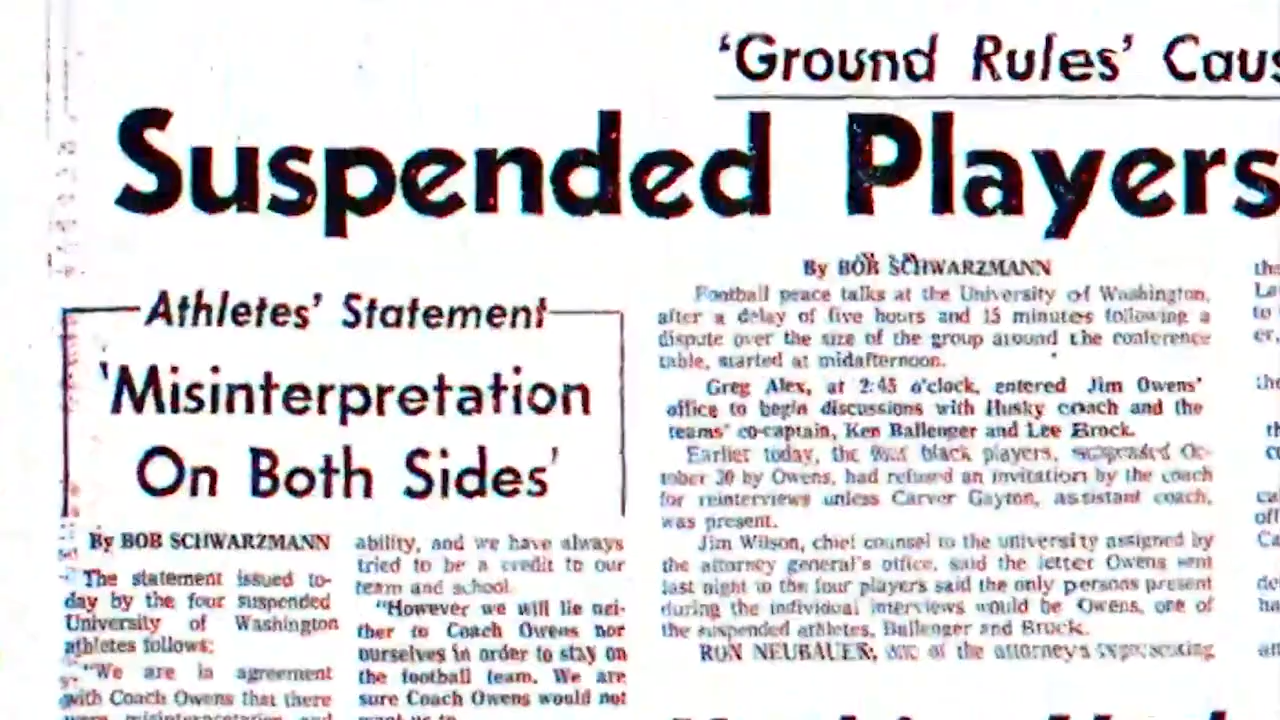 'Ground Rules' Caus
Suspended Players
Athletes' Statement
'Misinterpretation
On Both Sides'
By BOB SCHWARZMANN
The statement issued to-
day by the four suspended
University of Washington
athletes follows:
"We are in agreement
with Coach Owens that there
were misinterpretation and
ability, and we have always
tried to be a credit to our
team and school.
"However we will lie nei-
ther to Coach Owens nor
ourselves in order to stay on
the football team. We are
sure Coach Owens would not
want us to
By BOB SCHWARZMANN
Football peace talks at the University of Washington,
after a delay of five hours and 15 minutes following a
dispute over the size of the group around the conference
table, started at midafternoon.
Greg Alex, at 2:45 o'clock, entered Jim Owens'
office to begin discussions with Husky coach and the
teams' co-captain, Ken Ballenger and Lee Brock.
Earlier today, the four black players, suspended Oc-
tober 30 by Owens, had refused an invitation by the coach
for reinterviews unless Carver Gayton, assistant coach,
was present.
Jim Wilson, chief counsel to the university assigned by
the attorney general's office, said the letter Owens sent
last night to the four players said the only persons present
during the individual interviews would be Owens, one of
the suspended athletes, Ballenger and Brock.
RON NEUBAUER, one of the attorneys representing